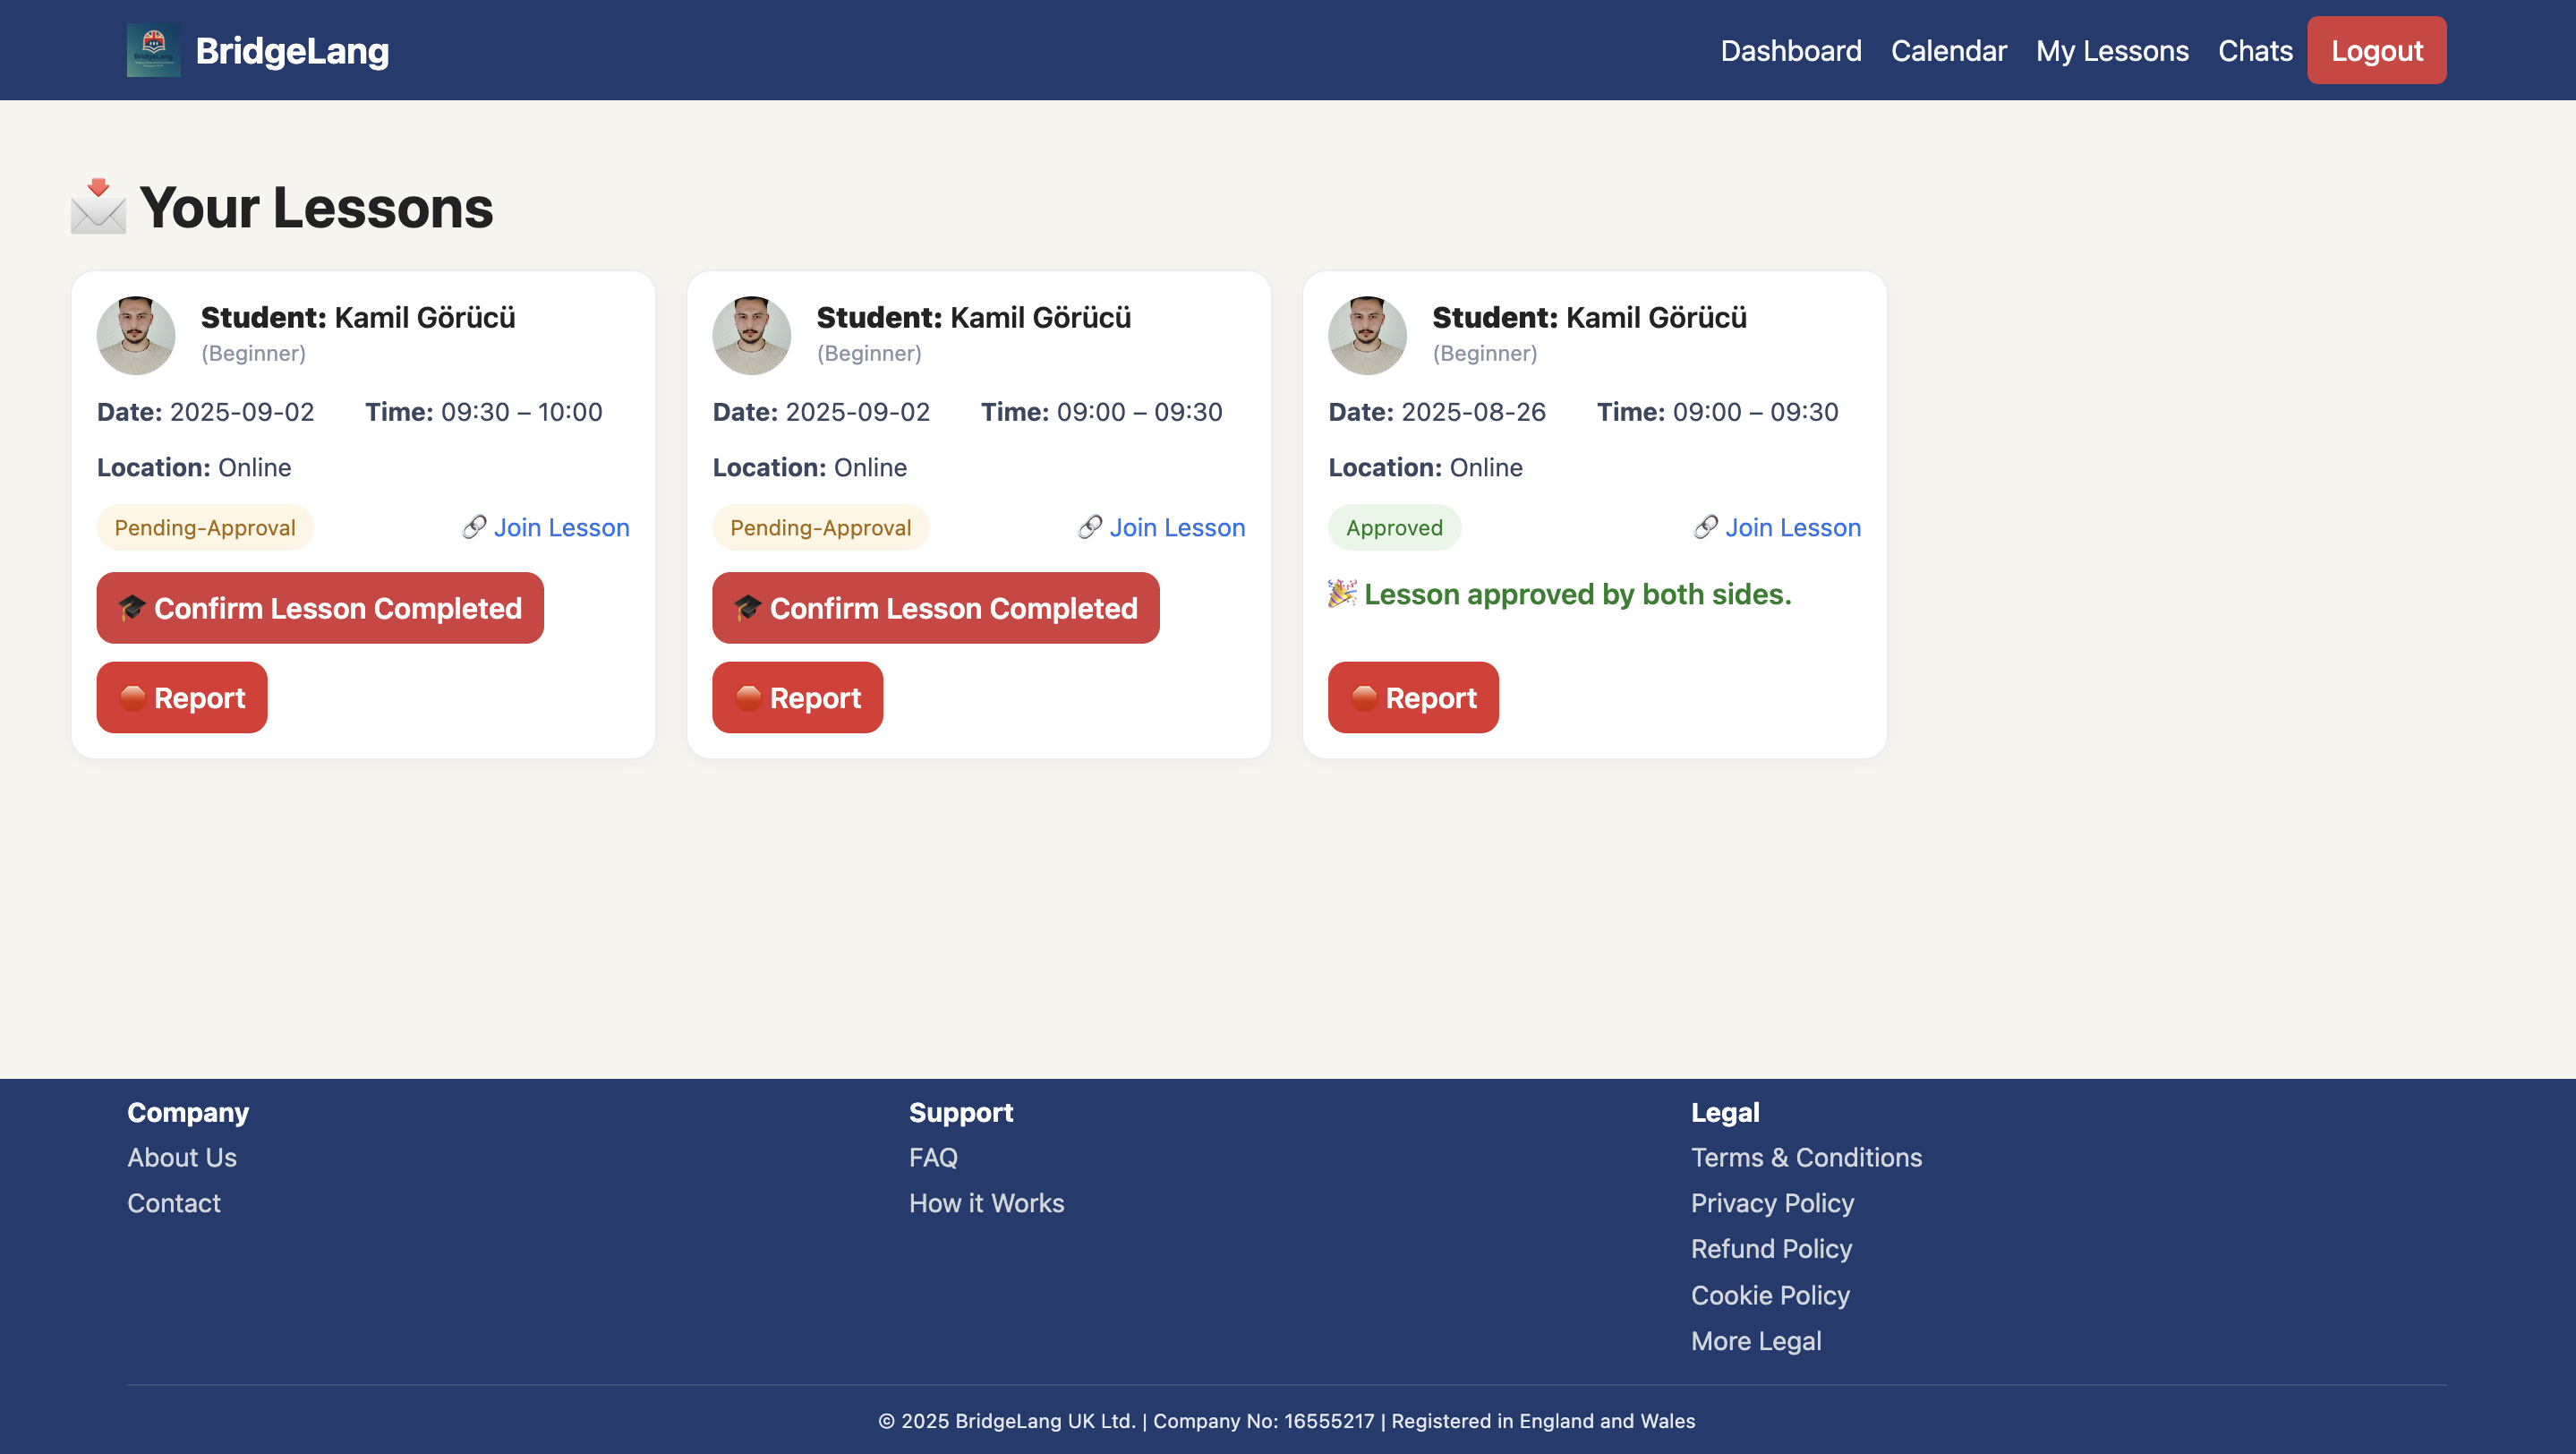 BridgeLang
Dashboard Calendar My Lessons Chats Logout
Your Lessons
Student: Kamil Görücü
(Beginner)
Date: 2025-09-02 Time: 09:30 – 10:00
Location: Online
Pending-Approval Join Lesson
Confirm Lesson Completed
Report
Student: Kamil Görücü
(Beginner)
Date: 2025-09-02 Time: 09:00 – 09:30
Location: Online
Pending-Approval Join Lesson
Confirm Lesson Completed
Report
Student: Kamil Görücü
(Beginner)
Date: 2025-08-26 Time: 09:00 – 09:30
Location: Online
Approved Join Lesson
Lesson approved by both sides.
Report
Company
About Us
Contact
Support
FAQ
How it Works
Legal
Terms & Conditions
Privacy Policy
Refund Policy
Cookie Policy
More Legal
© 2025 BridgeLang UK Ltd. | Company No: 16555217 | Registered in England and Wales